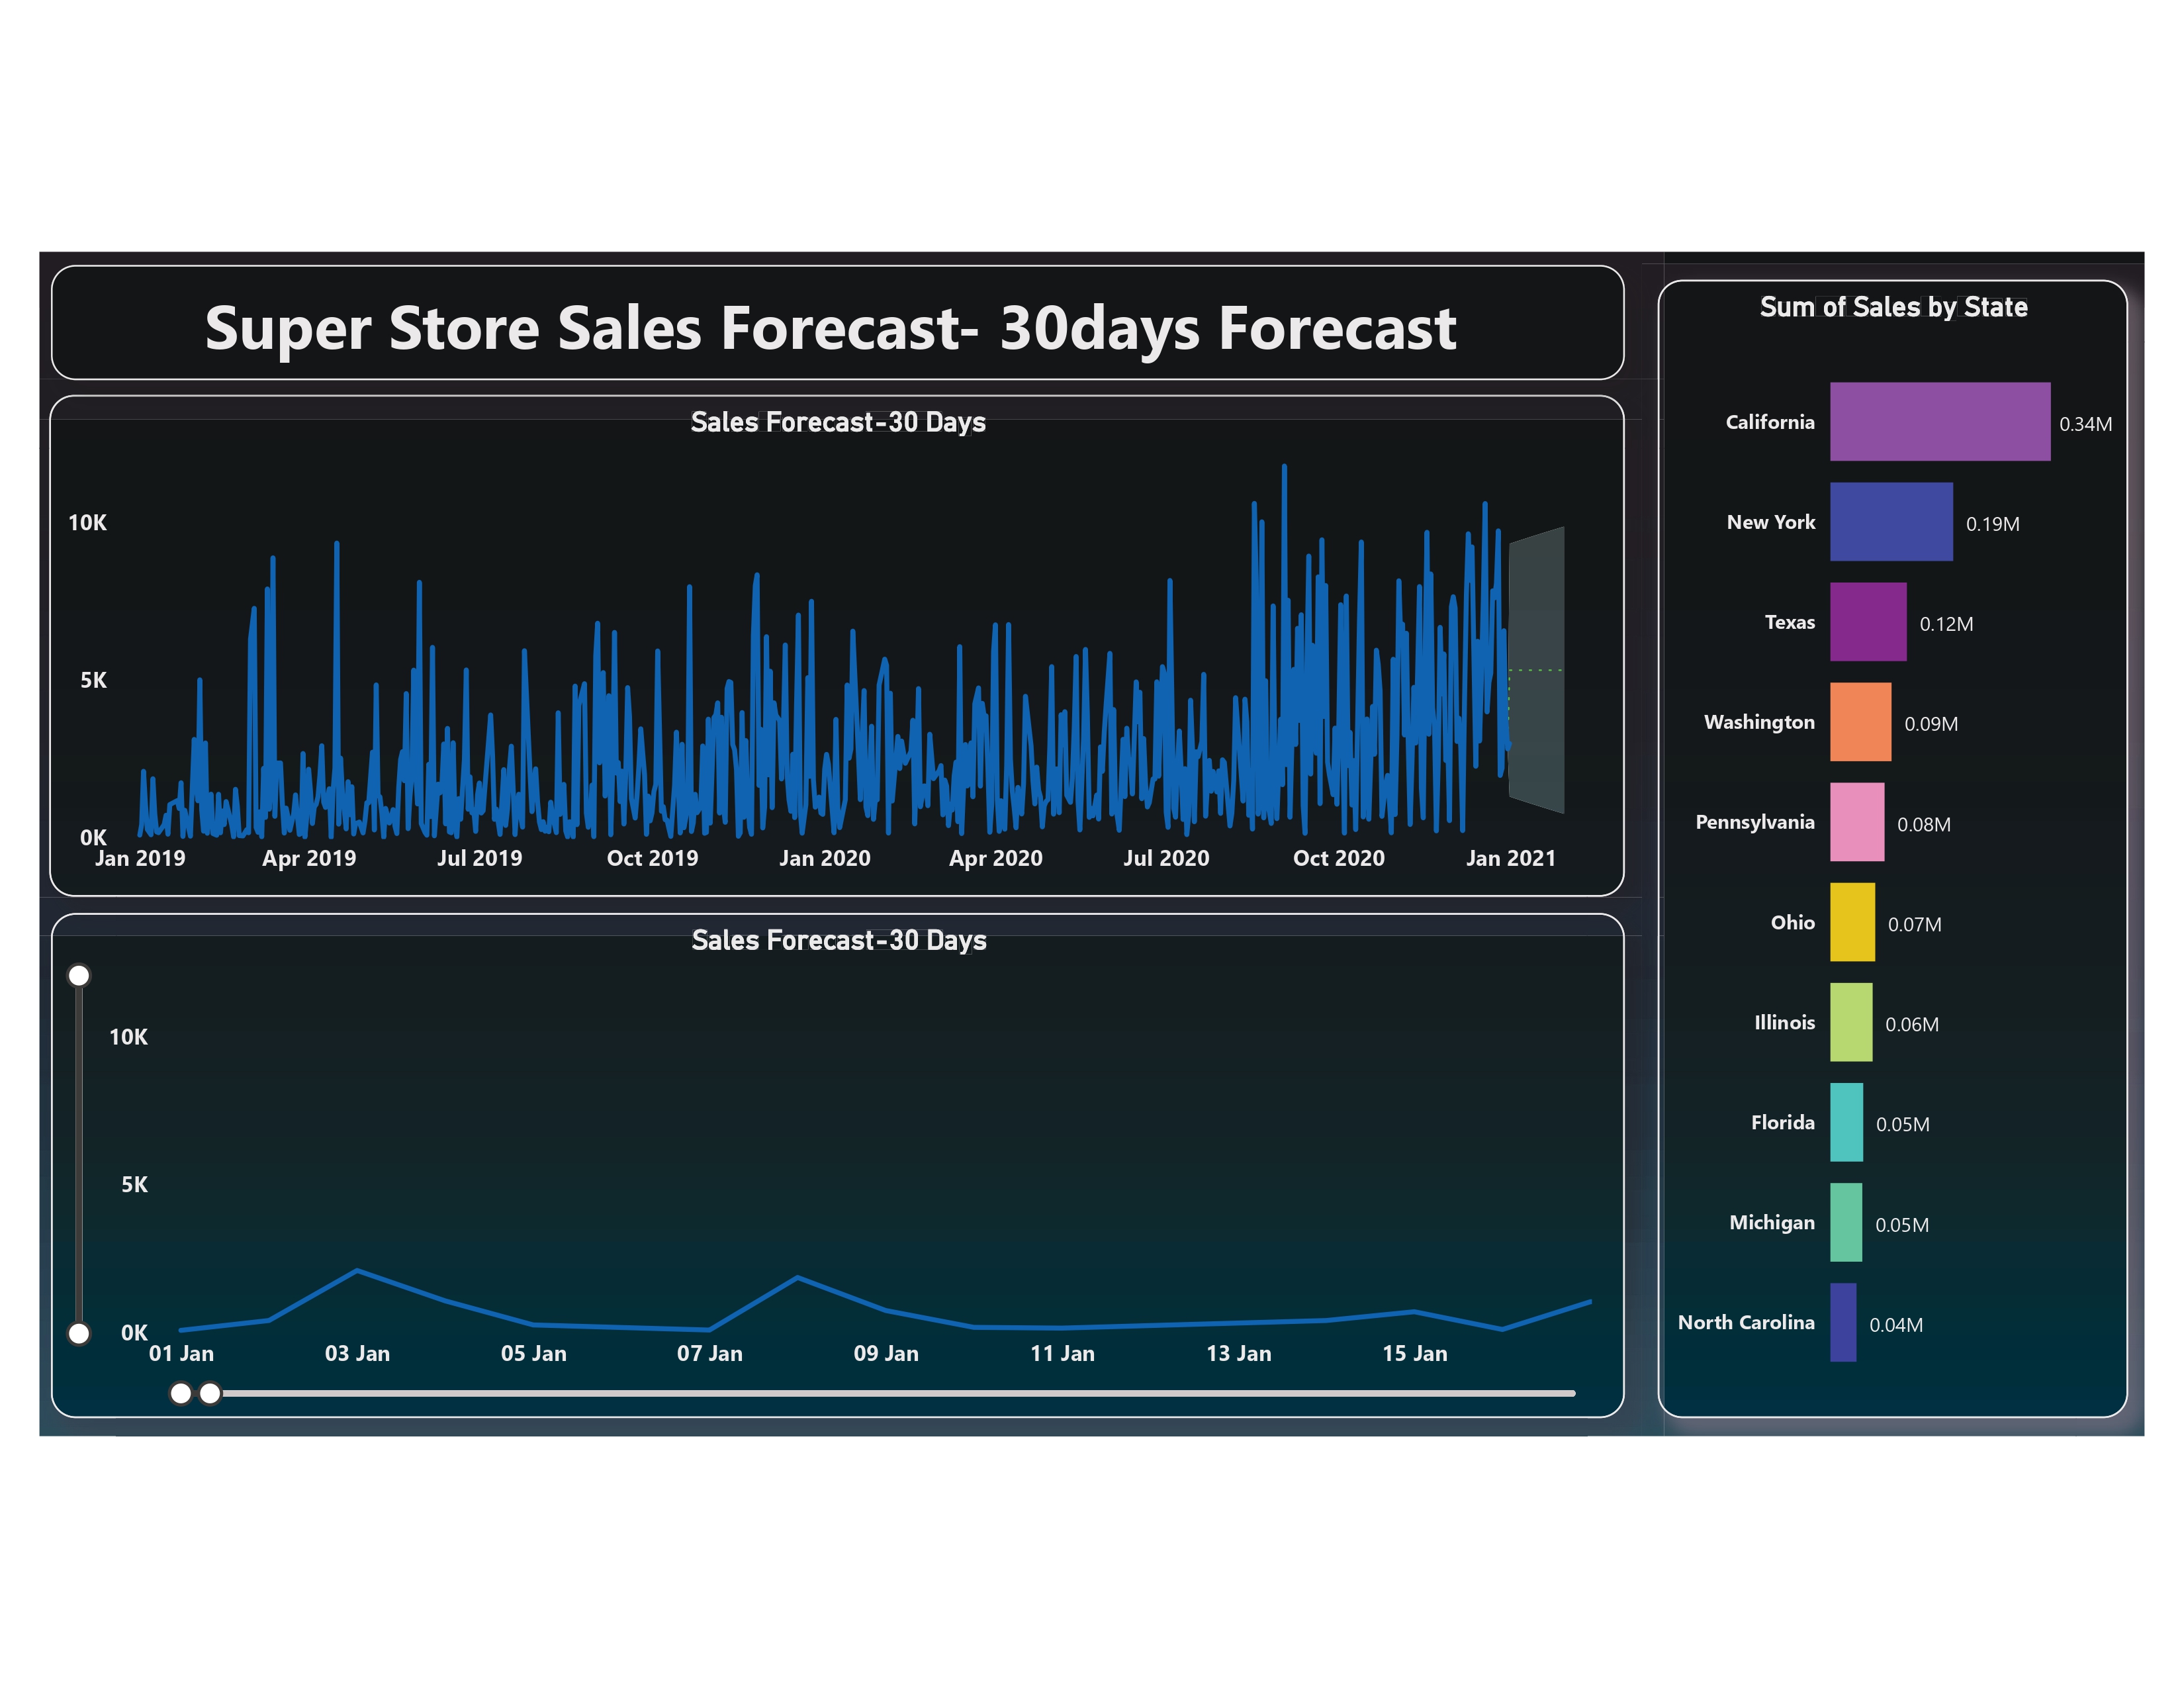 Super Store Sales Forecast- 30days Forecast
Sales Forecast-30 Days
10K
5K
0K
Jan 2019 Apr 2019 Jul 2019 Oct 2019 Jan 2020 Apr 2020 Jul 2020 Oct 2020 Jan 2021
Sales Forecast-30 Days
10K
5K
0K
01 Jan 03 Jan 05 Jan 07 Jan 09 Jan 11 Jan 13 Jan 15 Jan
Sum of Sales by State
California 0.34M
New York 0.19M
Texas 0.12M
Washington 0.09M
Pennsylvania 0.08M
Ohio 0.07M
Illinois 0.06M
Florida 0.05M
Michigan 0.05M
North Carolina 0.04M